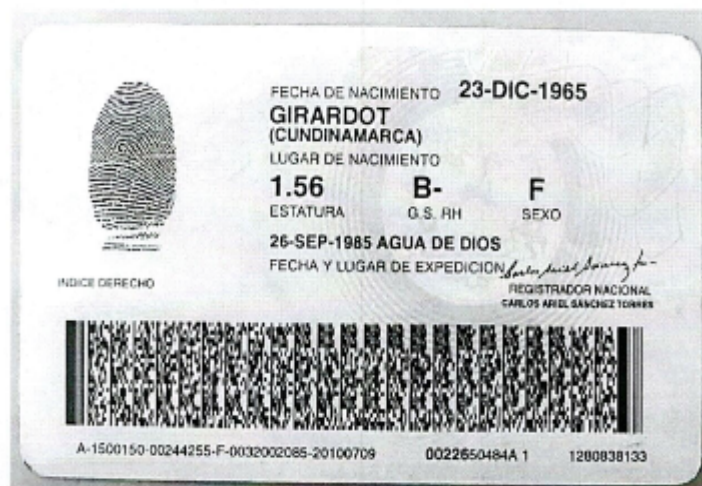 FECHA DE NACIMIENTO 23-DIC-1965
GIRARDOT
(CUNDINAMARCA)
LUGAR DE NACIMIENTO
1.56 B- F
ESTATURA G.S. RH SEXO
26-SEP-1985 AGUA DE DIOS
FECHA Y LUGAR DE EXPEDICION
INDICE DERECHO
REGISTRADOR NACIONAL
CARLOS ARIEL SANCHEZ TORRES
A-1500150-00244255-F-0032002085-20100709 0022650484A 1 1280838133